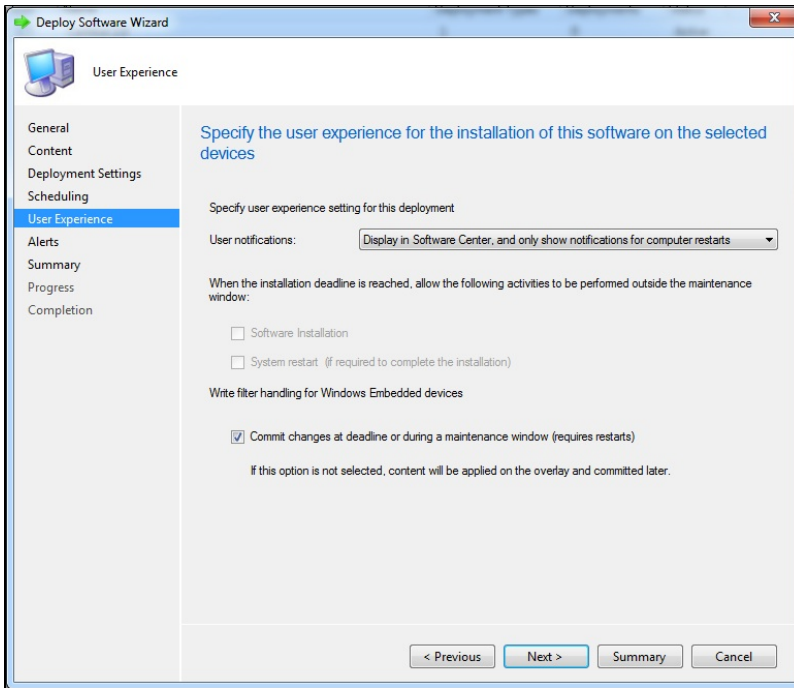 Deploy Software Wizard
User Experience
General
Content
Deployment Settings
Scheduling
User Experience
Alerts
Summary
Progress
Completion
Specify the user experience for the installation of this software on the selected
devices
Specify user experience setting for this deployment
User notifications:
Display in Software Center, and only show notifications for computer restarts
When the installation deadline is reached, allow the following activities to be performed outside the maintenance
window:
Software Installation
System restart (if required to complete the installation)
Write filter handling for Windows Embedded devices
Commit changes at deadline or during a maintenance window (requires restarts)
If this option is not selected, content will be applied on the overlay and committed later.
< Previous
Next >
Summary
Cancel